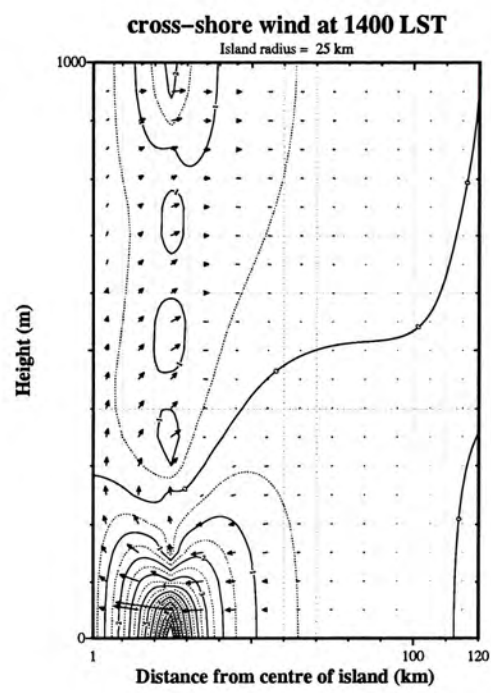 cross-shore wind at 1400 LST
Island radius = 25 km
1000
Height (m)
0
1
100
120
Distance from centre of island (km)